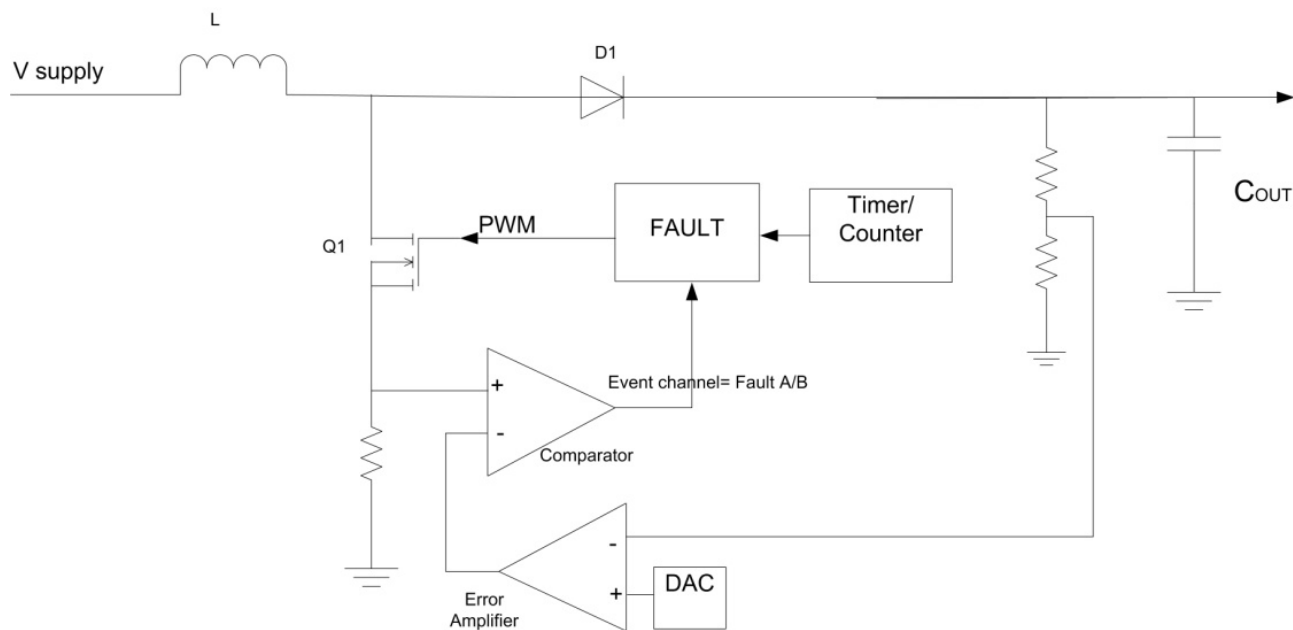 L
V supply
D1
COUT
Timer/
Counter
FAULT
PWM
Q1
Event channel= Fault A/B
+
-
Comparator
-
+
DAC
Error
Amplifier